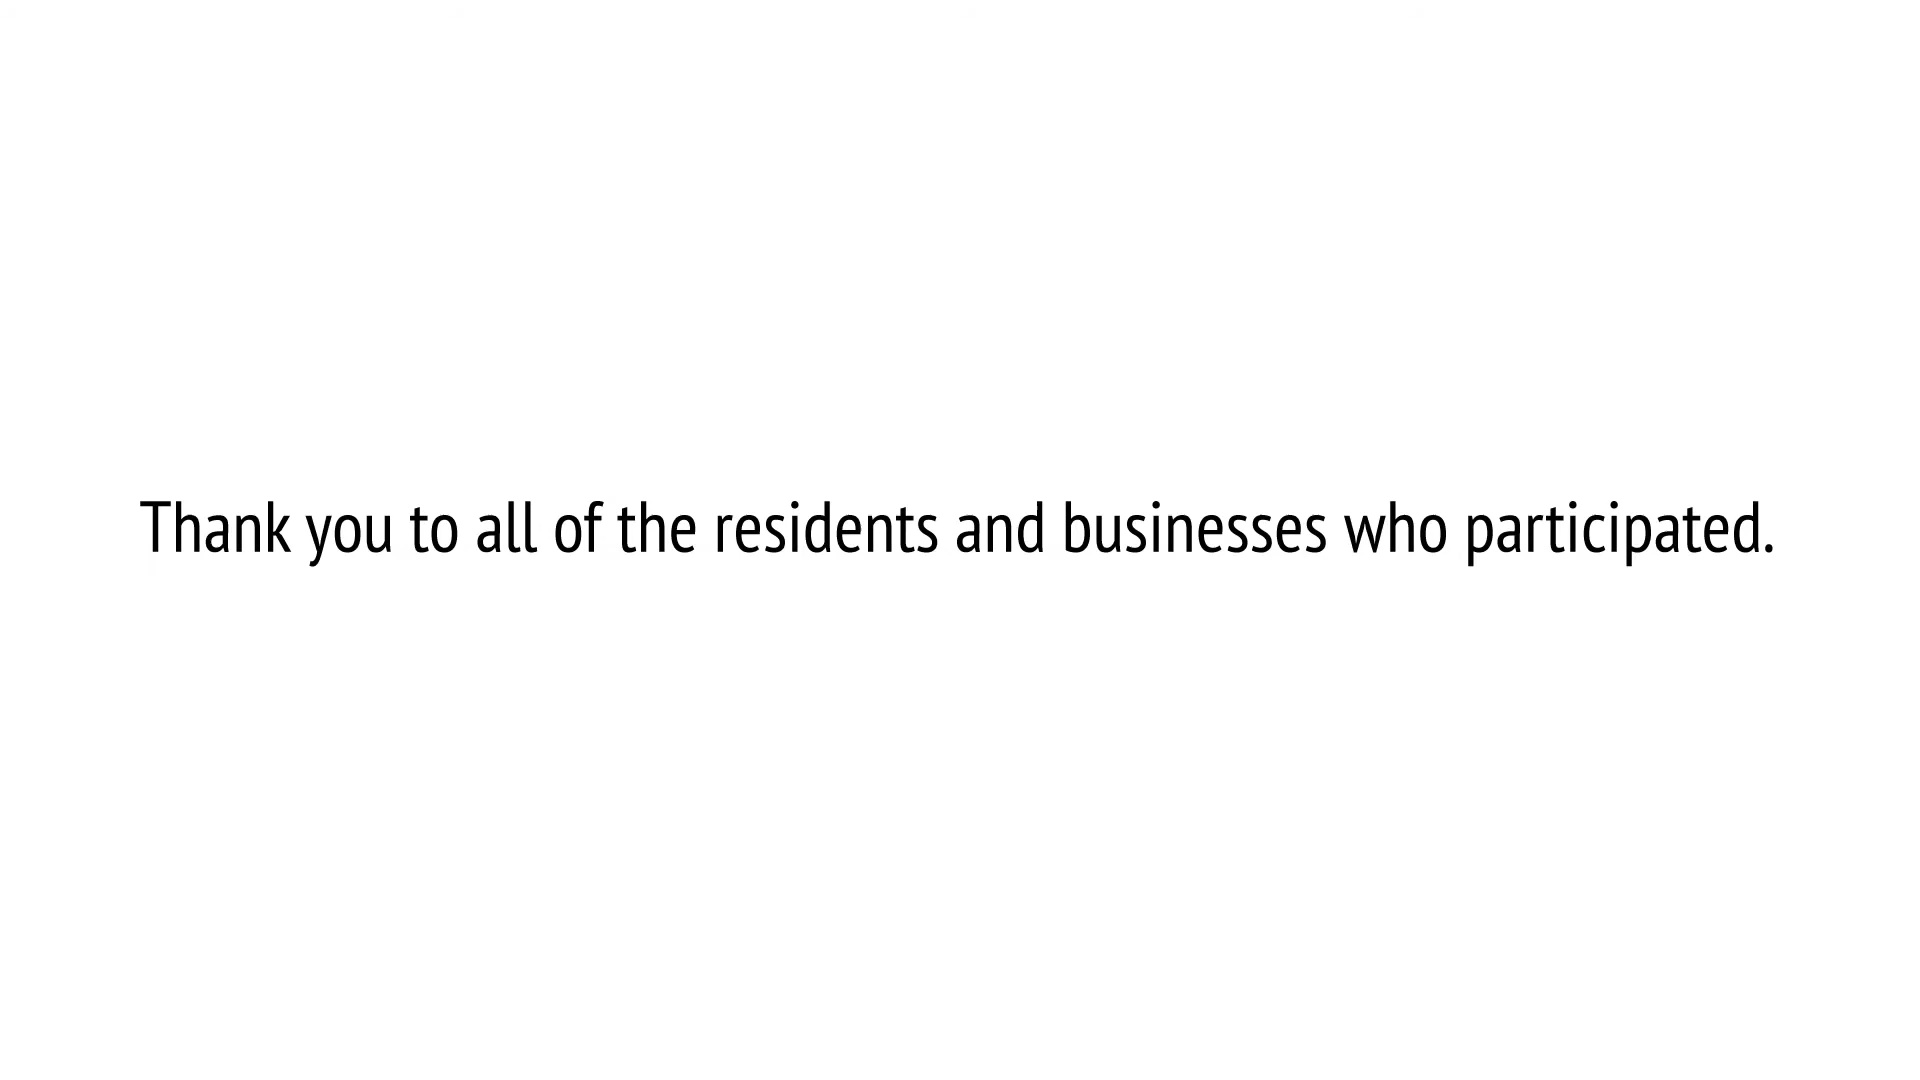 Thank you to all of the residents and businesses who participated.